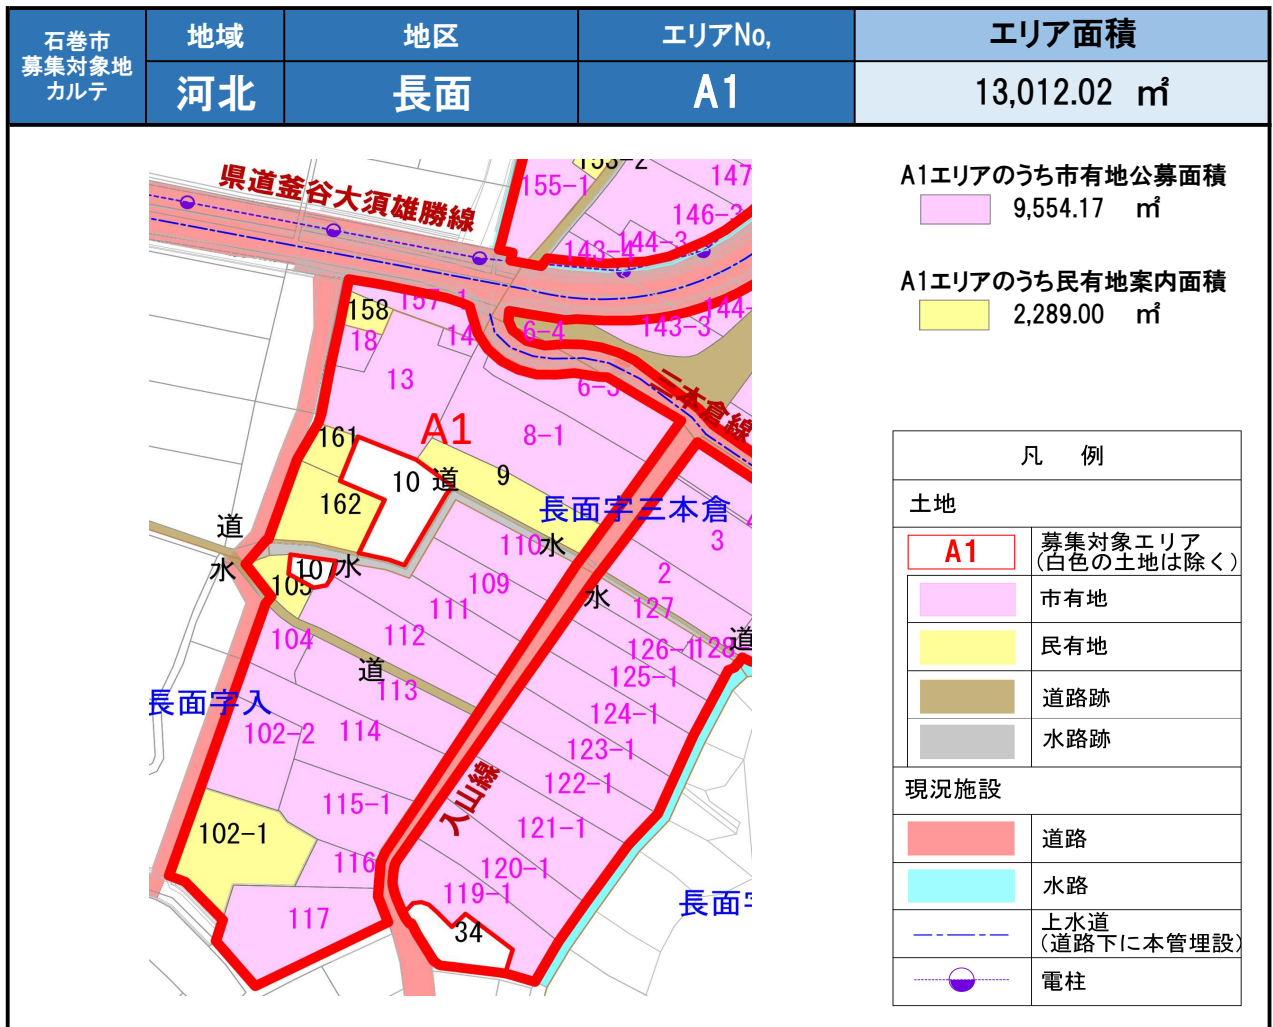 石巻市
募集対象地
カルテ
地域
地区
エリアNo,
エリア面積
河北
長面
A1
13,012.02 ㎡
A1エリアのうち市有地公募面積
9,554.17 ㎡
A1エリアのうち民有地案内面積
2,289.00 ㎡
県道釜谷大須雄勝線
153-2
155-1
147
146-3
144-3
143-4
144-
143-3
157-1
158
18
14
6-4
6-3
13
三本倉線
A1
8-1
161
10
道
9
162
長面字三本倉
道
水
110
水
3
2
107
水
105
109
水
127
111
104
112
126-1
128
道
道
125-1
113
長面字入
124-1
102-2
114
123-1
122-1
入山線
115-1
121-1
102-1
116
120-1
119-1
117
34
長面字
凡 例
土地
A1
募集対象エリア
(白色の土地は除く)
市有地
民有地
道路跡
水路跡
現況施設
道路
水路
上水道
(道路下に本管埋設)
電柱